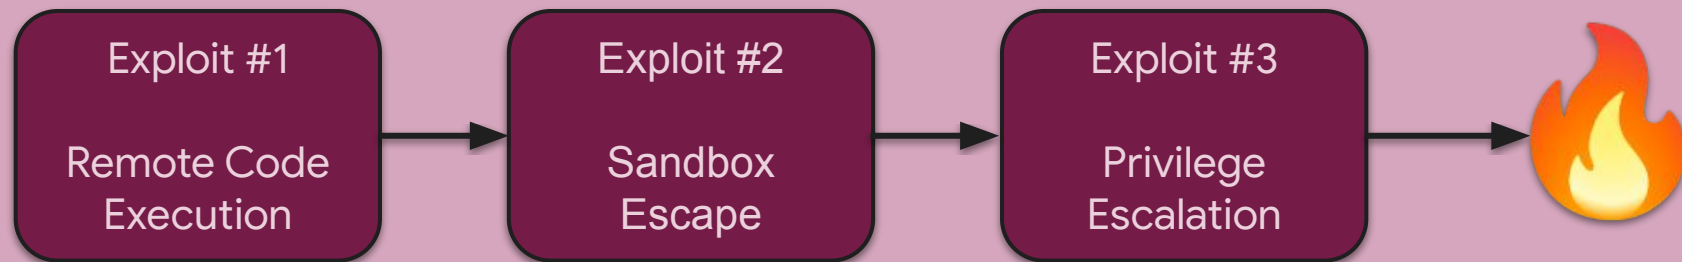 Exploit #1
Remote Code
Execution
Exploit #2
Sandbox
Escape
Exploit #3
Privilege
Escalation